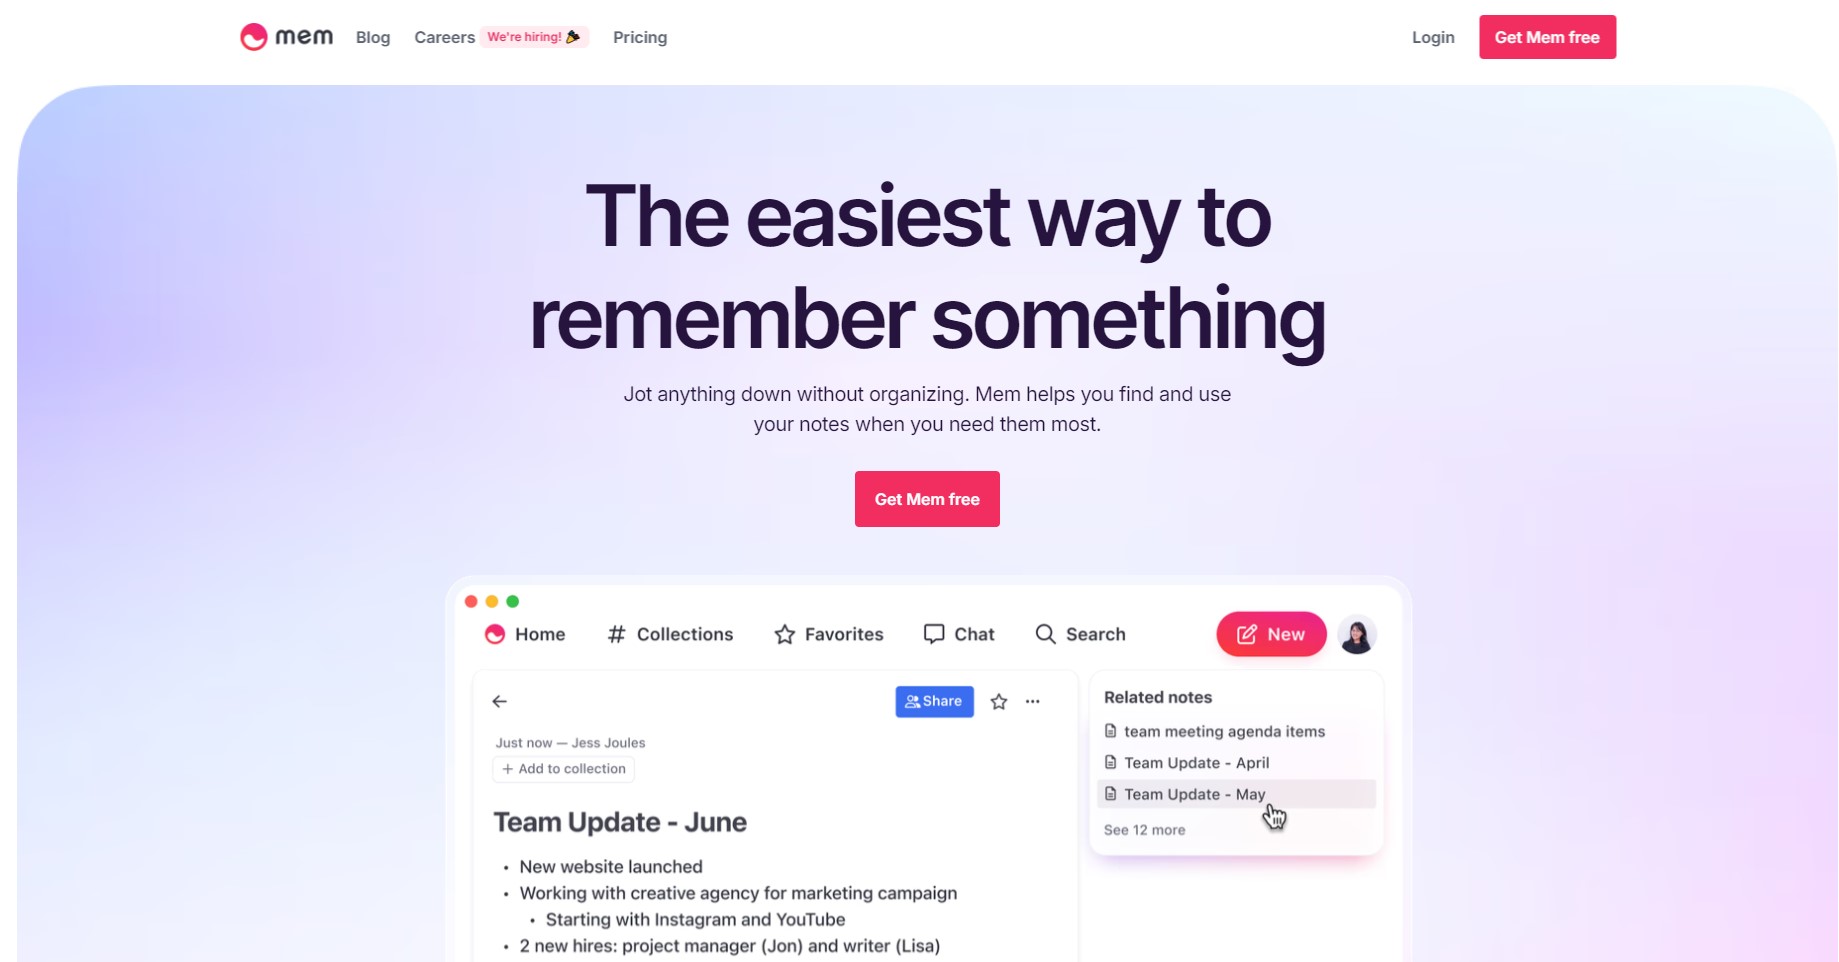 mem
Blog
Careers
We're hiring!
Pricing
Login
Get Mem free
The easiest way to
remember something
Jot anything down without organizing. Mem helps you find and use
your notes when you need them most.
Get Mem free
Home
# Collections
Favorites
Chat
Search
New
Share
...
Just now — Jess Joules
+ Add to collection
Team Update - June
• New website launched
• Working with creative agency for marketing campaign
• Starting with Instagram and YouTube
• 2 new hires: project manager (Jon) and writer (Lisa)
Related notes
team meeting agenda items
Team Update - April
Team Update - May
See 12 more